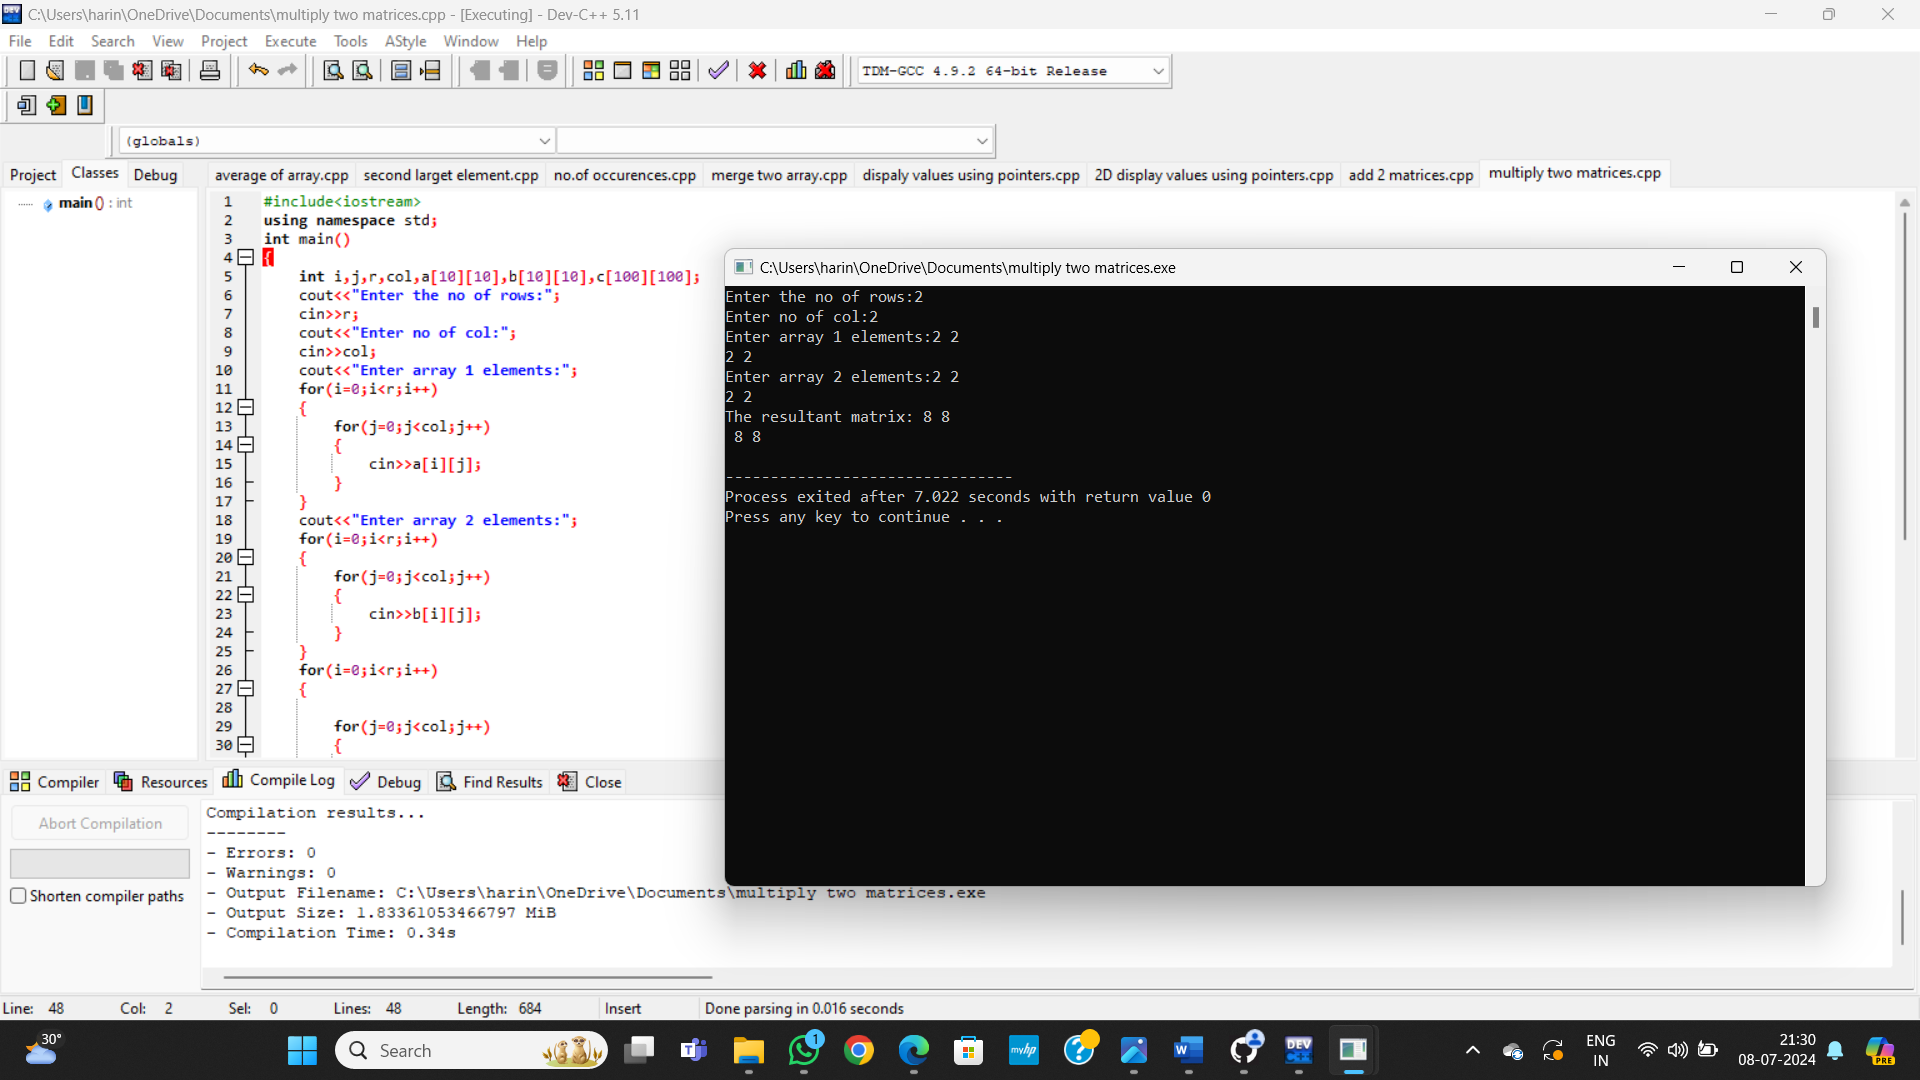 C:\Users\harin\OneDrive\Documents\multiply two matrices.cpp - [Executing] - Dev-C++ 5.11
File Edit Search View Project Execute Tools AStyle Window Help
TDM-GCC 4.9.2 64-bit Release
(globals)
Project Classes Debug
average of array.cpp second larget element.cpp no.of occurences.cpp merge two array.cpp dispaly values using pointers.cpp 2D display values using pointers.cpp add 2 matrices.cpp multiply two matrices.cpp
main () : int
1 #include<iostream>
2 using namespace std;
3 int main()
4 {
5 int i,j,r,col,a[10][10],b[10][10],c[100][100];
6 cout<<"Enter the no of rows:";
7 cin>>r;
8 cout<<"Enter no of col:";
9 cin>>col;
10 cout<<"Enter array 1 elements:";
11 for(i=0;i<r;i++)
12 {
13 for(j=0;j<col;j++)
14 {
15 cin>>a[i][j];
16 }
17 }
18 cout<<"Enter array 2 elements:";
19 for(i=0;i<r;i++)
20 {
21 for(j=0;j<col;j++)
22 {
23 cin>>b[i][j];
24 }
25 }
26 for(i=0;i<r;i++)
27 {
28
29 for(j=0;j<col;j++)
30 {
C:\Users\harin\OneDrive\Documents\multiply two matrices.exe
Enter the no of rows:2
Enter no of col:2
Enter array 1 elements:2 2
2 2
Enter array 2 elements:2 2
2 2
The resultant matrix: 8 8
8 8
--------------------------------
Process exited after 7.022 seconds with return value 0
Press any key to continue . . .
Compiler Resources Compile Log Debug Find Results Close
Abort Compilation
Shorten compiler paths
Compilation results...
--------
- Errors: 0
- Warnings: 0
- Output Filename: C:\Users\harin\OneDrive\Documents\multiply two matrices.exe
- Output Size: 1.83361053466797 MiB
- Compilation Time: 0.34s
Line: 48 Col: 2 Sel: 0 Lines: 48 Length: 684 Insert Done parsing in 0.016 seconds
30°
Search
myhp
1
DEV
C++
ENG
IN
21:30
08-07-2024
PRE